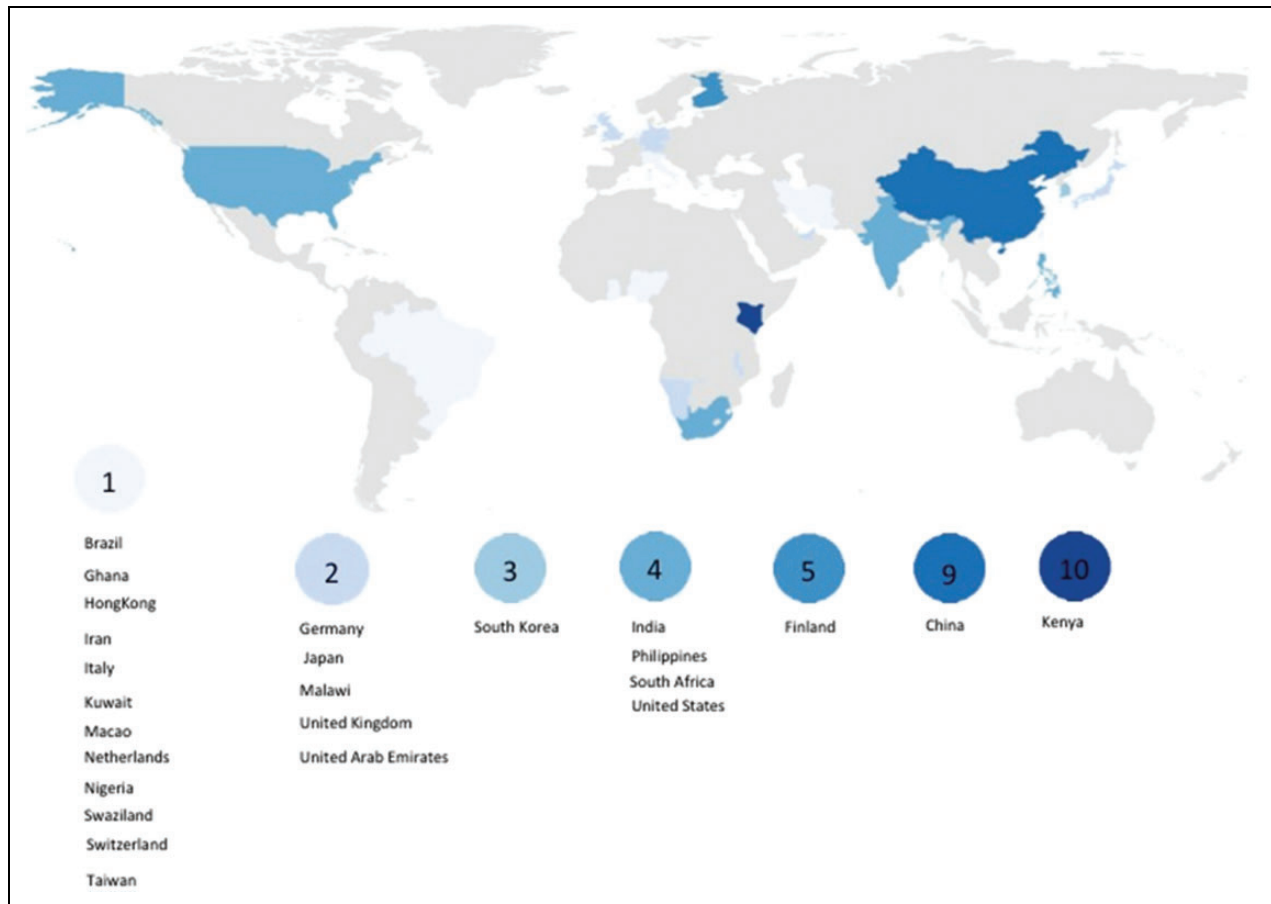 1
Brazil
Ghana
HongKong
Iran
Italy
Kuwait
Macao
Netherlands
Nigeria
Swaziland
Switzerland
Taiwan
2
Germany
Japan
Malawi
United Kingdom
United Arab Emirates
3
South Korea
4
India
Philippines
South Africa
United States
5
Finland
9
China
10
Kenya